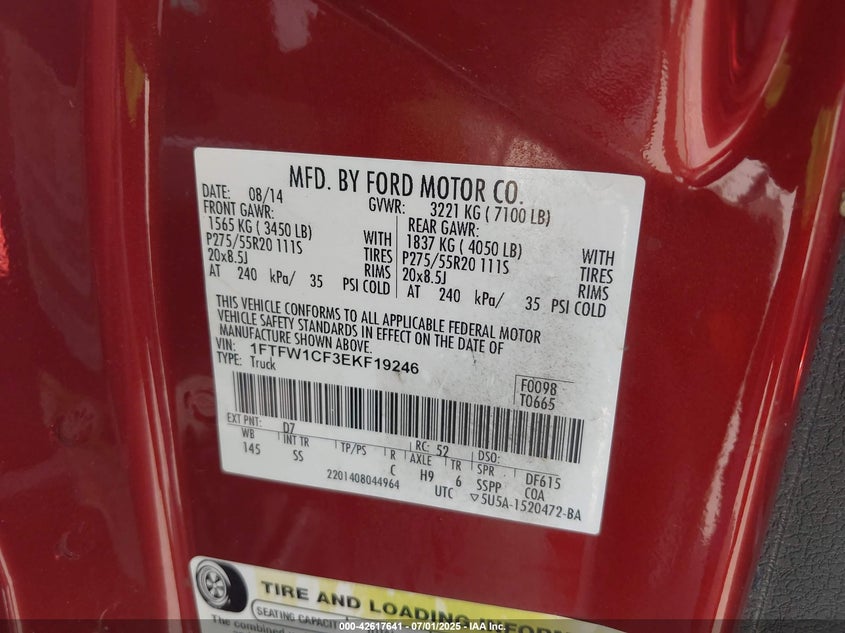 MFD. BY FORD MOTOR CO.
DATE: 08/14 GVWR: 3221 KG ( 7100 LB)
FRONT GAWR: REAR GAWR:
1565 KG ( 3450 LB) WITH 1837 KG ( 4050 LB) WITH
P275/55R20 111S TIRES P275/55R20 111S TIRES
20x8.5J RIMS 20x8.5J RIMS
AT 240 kPa/ 35 PSI COLD AT 240 kPa/ 35 PSI COLD
THIS VEHICLE CONFORMS TO ALL APPLICABLE FEDERAL MOTOR
VEHICLE SAFETY STANDARDS IN EFFECT ON THE DATE OF
MANUFACTURE SHOWN ABOVE.
VIN: 1FTFW1CF3EKF19246
TYPE: Truck
F0098
T0665
EXT PNT: D7 RC: 52 DSO:
WB INT TR TP/PS R AXLE TR SPR DF615
145 SS C H9 6 SSPP COA
2201408044964 UTC ▽5U5A-1520472-BA
TIRE AND LOADING
SEATING CAPACITY
The combined
000-42617641 - 07/01/2025 - IAA Inc.